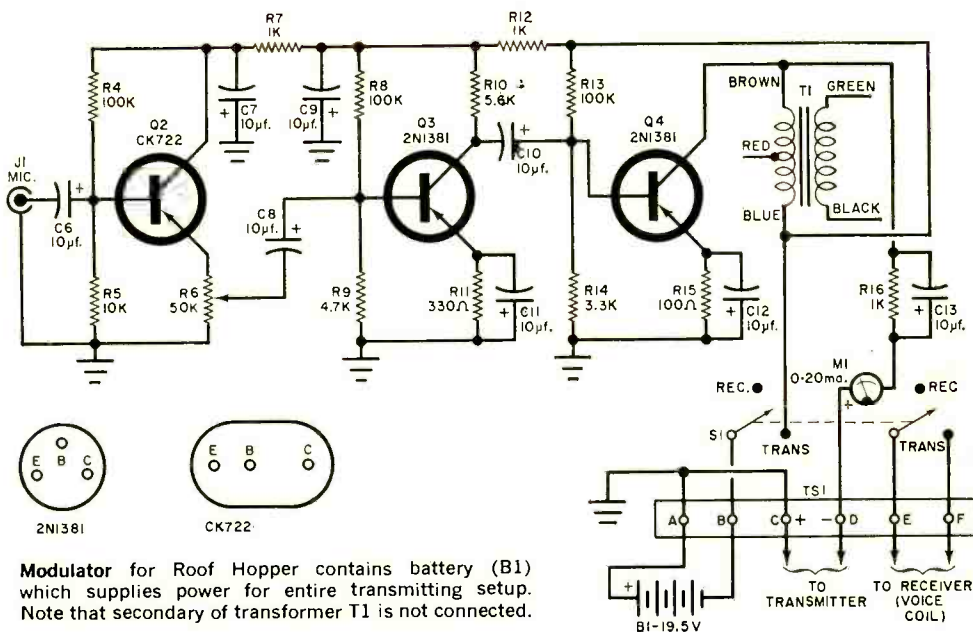 R7
1K
R12
1K
R4
100K
C7
10µf.
C9
10µf.
R8
100K
R10
5.6K
R13
100K
BROWN
T1
GREEN
Q2
CK722
Q3
2N1381
Q4
2N1381
C10
10µf.
J1
MIC.
RED
C6
10µf.
C8
10µf.
BLUE
BLACK
R5
10K
R6
50K
R9
4.7K
R11
330Ω
C11
10µf.
R14
3.3K
R15
100Ω
C12
10µf.
R16
1K
C13
10µf.
M1
0-20ma.
REC.
REC
S1
TRANS
TRANS
TS1
E B C
2N1381
E B C
CK722
A B C + - D E F
TO TRANSMITTER
TO RECEIVER (VOICE COIL)
B1-19.5V
Modulator for Roof Hopper contains battery (B1)
which supplies power for entire transmitting setup.
Note that secondary of transformer T1 is not connected.